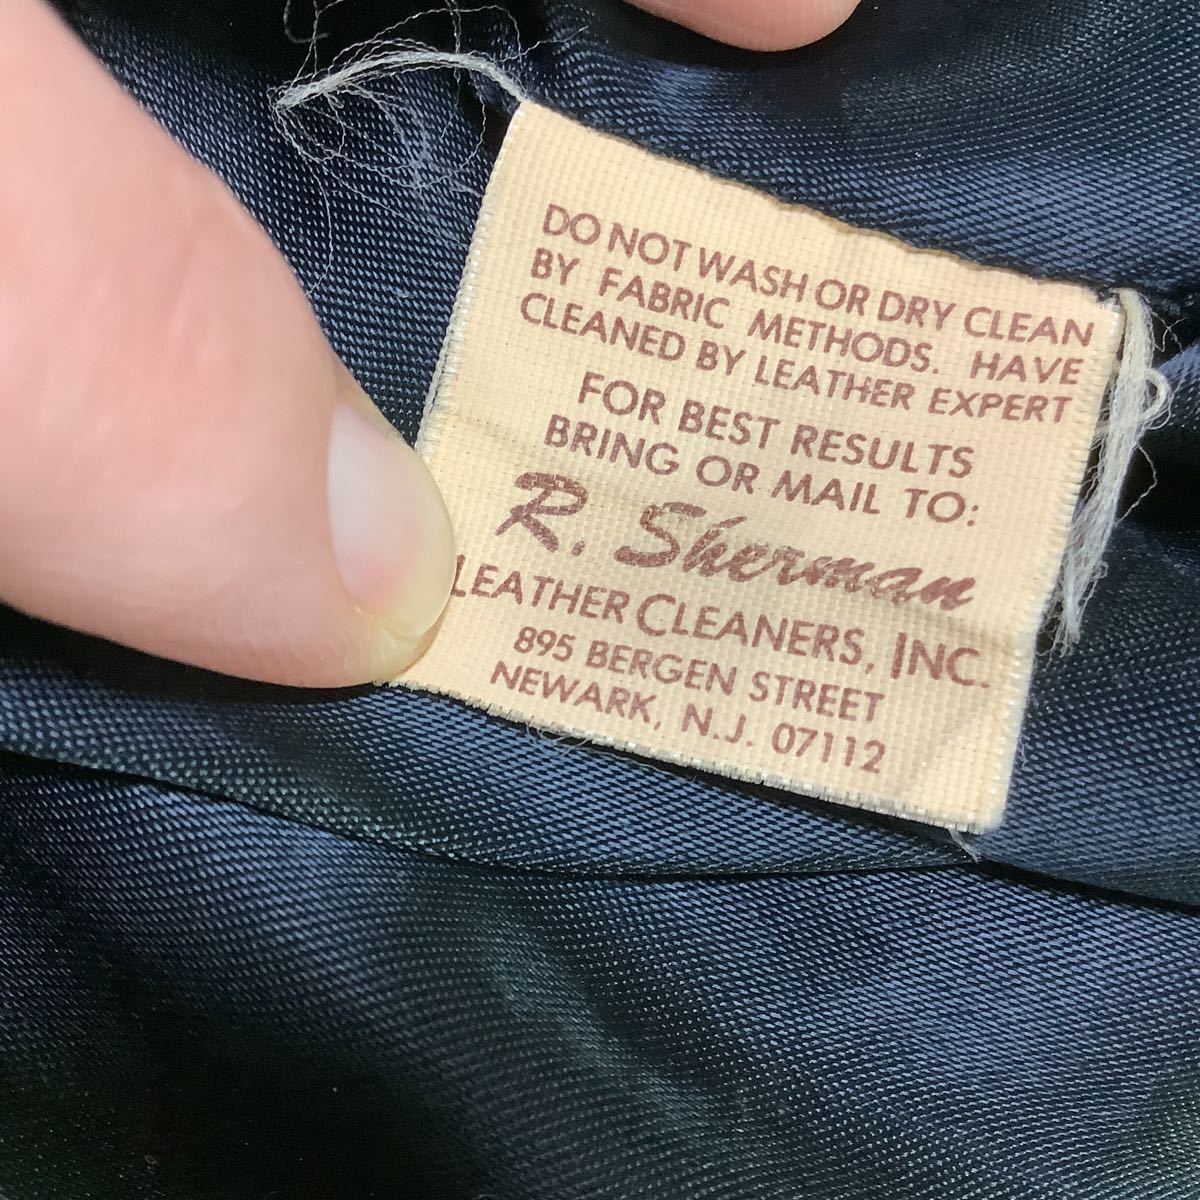 DO NOT WASH OR DRY CLEAN
BY FABRIC METHODS. HAVE
CLEANED BY LEATHER EXPERT
FOR BEST RESULTS
BRING OR MAIL TO:
R. Sherman
LEATHER CLEANERS, INC.
895 BERGEN STREET
NEWARK, N.J. 07112